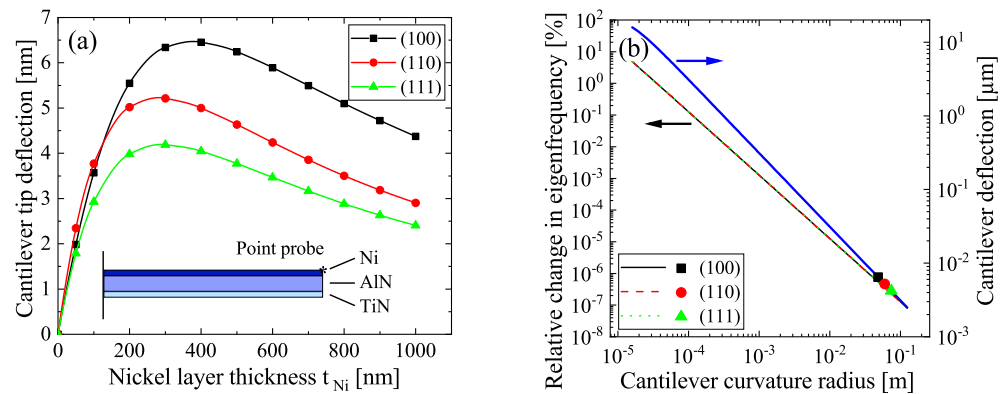 (a)
Cantilever tip deflection [nm]
7
6
5
4
3
2
1
0
(100)
(110)
(111)
Point probe
*
Ni
AlN
TiN
0 200 400 600 800 1000
Nickel layer thickness t_Ni [nm]
(b)
Relative change in eigenfrequency [%]
10^2
10^1
10^0
10^-1
10^-2
10^-3
10^-4
10^-5
10^-6
10^-7
10^-8
(100)
(110)
(111)
10^-5 10^-4 10^-3 10^-2 10^-1
Cantilever curvature radius [m]
10^1
10^0
10^-1
10^-2
10^-3
Cantilever deflection [μm]